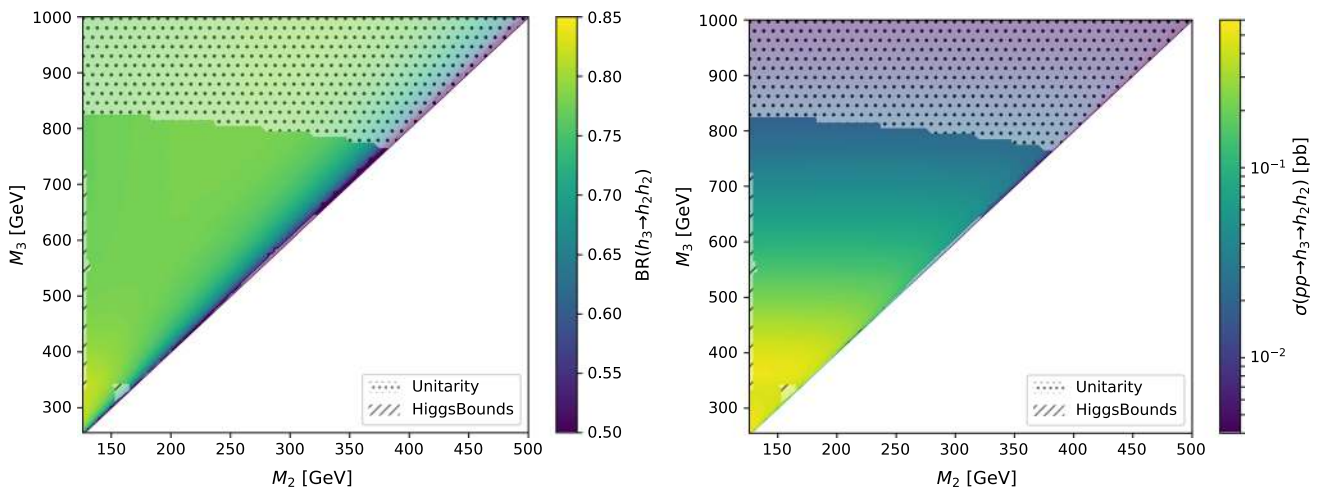 1000
900
800
700
600
500
400
300
M3 [GeV]
150 200 250 300 350 400 450 500
M2 [GeV]
Unitarity
HiggsBounds
0.85
0.80
0.75
0.70
0.65
0.60
0.55
0.50
BR(h3→h2h2)
1000
900
800
700
600
500
400
300
M3 [GeV]
150 200 250 300 350 400 450 500
M2 [GeV]
Unitarity
HiggsBounds
10−1
10−2
σ(pp→h3→h2h2) [pb]